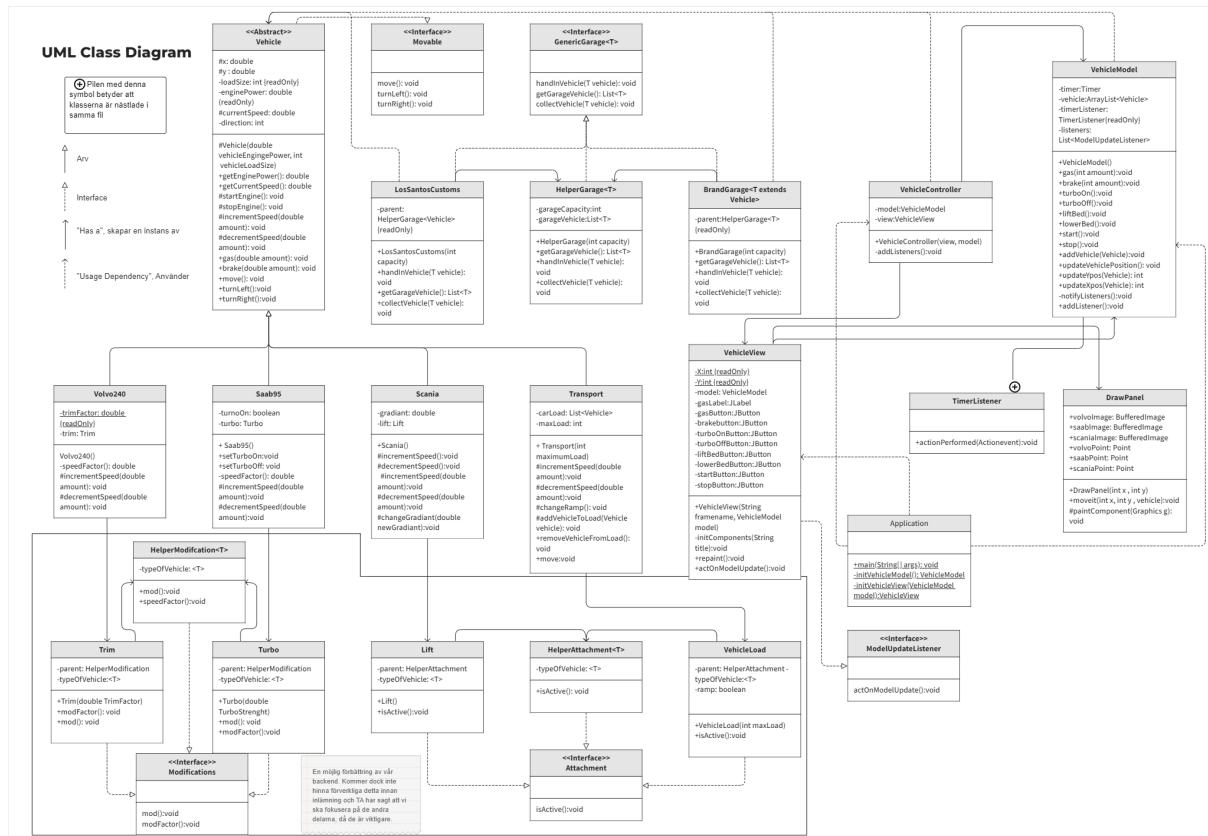 UML Class Diagram
Pilen med denna
symbol betyder att
klasserna är nästlade i
samma fil
Arv
Interface
"Has a", skapar en instans av
"Usage Dependency", Använder
<<Abstract>>
Vehicle
#x: double
#y : double
-loadSize: int {readOnly}
-enginePower: double
{readOnly}
#currentSpeed: double
-direction: int
#Vehicle(double
vehicleEngingePower, int
vehicleLoadSize)
+getEnginePower(): double
+getCurrentSpeed(): double
#startEngine(): void
#stopEngine(): void
#incrementSpeed(double
amount): void
#decrementSpeed(double
amount): void
+gas(double amount): void
+brake(double amount): void
+move(): void
+turnLeft(): void
+turnRight():void
<<Interface>>
Movable
move(): void
turnLeft(): void
turnRight(): void
<<Interface>>
GenericGarage<T>
handInVehicle(T vehicle): void
getGarageVehicle(): List<T>
collectVehicle(T vehicle): void
VehicleModel
-timer:Timer
-vehicle:ArrayList<Vehicle>
-timerListener:
TimerListener{readOnly}
-listeners:
List<ModelUpdateListener>
+VehicleModel()
+gas(int amount):void
+brake(int amount):void
+turboOn():void
+turboOff():void
+liftBed():void
+lowerBed():void
+start():void
+stop():void
+addVehicle(Vehicle):void
+updateVehiclePosition():void
+updateYpos(Vehicle): int
+updateXpos(Vehicle): int
-notifyListeners():void
+addListener():void
LosSantosCustoms
-parent:
HelperGarage<Vehicle>
{readOnly}
+LosSantosCustoms(int
capacity)
+handInVehicle(T vehicle):
void
+getGarageVehicle(): List<T>
+collectVehicle(T vehicle):
void
HelperGarage<T>
-garageCapacity:int
-garageVehicle:List<T>
+HelperGarage(int capacity)
+getGarageVehicle(): List<T>
+handInVehicle(T vehicle):
void
+collectVehicle(T vehicle):
void
BrandGarage<T extends
Vehicle>
-parent:HelperGarage<T>
{readOnly}
+BrandGarage(int capacity)
+getGarageVehicle(): List<T>
+handInVehicle(T vehicle):
void
+collectVehicle(T vehicle):
void
VehicleController
-model:VehicleModel
-view:VehicleView
+VehicleController(view, model)
-addListeners():void
Volvo240
-trimFactor: double
{readOnly}
-trim: Trim
Volvo240()
-speedFactor(): double
#incrementSpeed(double
amount): void
#decrementSpeed(double
amount):void
Saab95
-turnoOn: boolean
-turbo: Turbo
+ Saab95()
+setTurboOn:void
+setTurboOff: void
-speedFactor(): double
#incrementSpeed(double
amount):void
#decrementSpeed(double
amount):void
Scania
-gradiant: double
-lift: Lift
+Scania()
#incrementSpeed():void
#decrementSpeed():void
#incrementSpeed(double
amount):void
#decrementSpeed(double
amount):void
#changeGradiant(double
newGradiant):void
Transport
-carLoad: List<Vehicle>
-maxLoad: int
+ Transport(int
maximumLoad)
#incrementSpeed(double
amount):void
#decrementSpeed(double
amount):void
#changeRamp(): void
#addVehicleToLoad(Vehicle
vehicle): void
+removeVehicleFromLoad():
void
+move:void
VehicleView
-X:int {readOnly}
-Y:int {readOnly}
-model: VehicleModel
-gasLabel:JLabel
-gasButton:JButton
-brakebutton:JButton
-turboOnButton:JButton
-turboOffButton:JButton
-liftBedButton:JButton
-lowerBedButton:JButton
-startButton:JButton
-stopButton:JButton
+VehicleView(String
framename, VehicleModel
model)
-initComponents(String
title):void
+repaint():void
+actOnModelUpdate():void
TimerListener
+actionPerformed(Actionevent):void
DrawPanel
+volvoImage: BufferedImage
+saabImage: BufferedImage
+scaniaImage: BufferedImage
+volvoPoint: Point
+saabPoint: Point
+scaniaPoint: Point
+DrawPanel(int x , int y)
+moveit(int x, int y , vehicle):void
#paintComponent(Graphics g):
void
Application
+main(String[] args): void
-initVehicleModel(): VehicleModel
-initVehicleView(VehicleModel
model):VehicleView
HelperModifcation<T>
-typeOfVehicle: <T>
+mod():void
+speedFactor():void
Trim
-parent: HelperModification
-typeOfVehicle:<T>
+Trim(double TrimFactor)
+modFactor(): void
+mod(): void
Turbo
-parent: HelperModification
-typeOfVehicle: <T>
+Turbo(double
TurboStrenght)
+mod(): void
+modFactor(): void
Lift
-parent: HelperAttachment
-typeOfVehicle: <T>
+Lift()
+isActive(): void
HelperAttachment<T>
-typeOfVehicle: <T>
+isActive(): void
VehicleLoad
-parent: HelperAttachment -
typeOfVehicle:<T>
-ramp: boolean
+VehicleLoad(int maxLoad)
+isActive():void
<<Interface>>
ModelUpdateListener
actOnModelUpdate():void
<<Interface>>
Modifications
mod():void
modFactor():void
En möjlig förbättring av vår
backend. Kommer dock inte
hinna förverkliga detta innan
inlämning och TA har sagt att vi
ska fokusera på de andra
delarna, då de är viktigare.
<<Interface>>
Attachment
isActive(): void